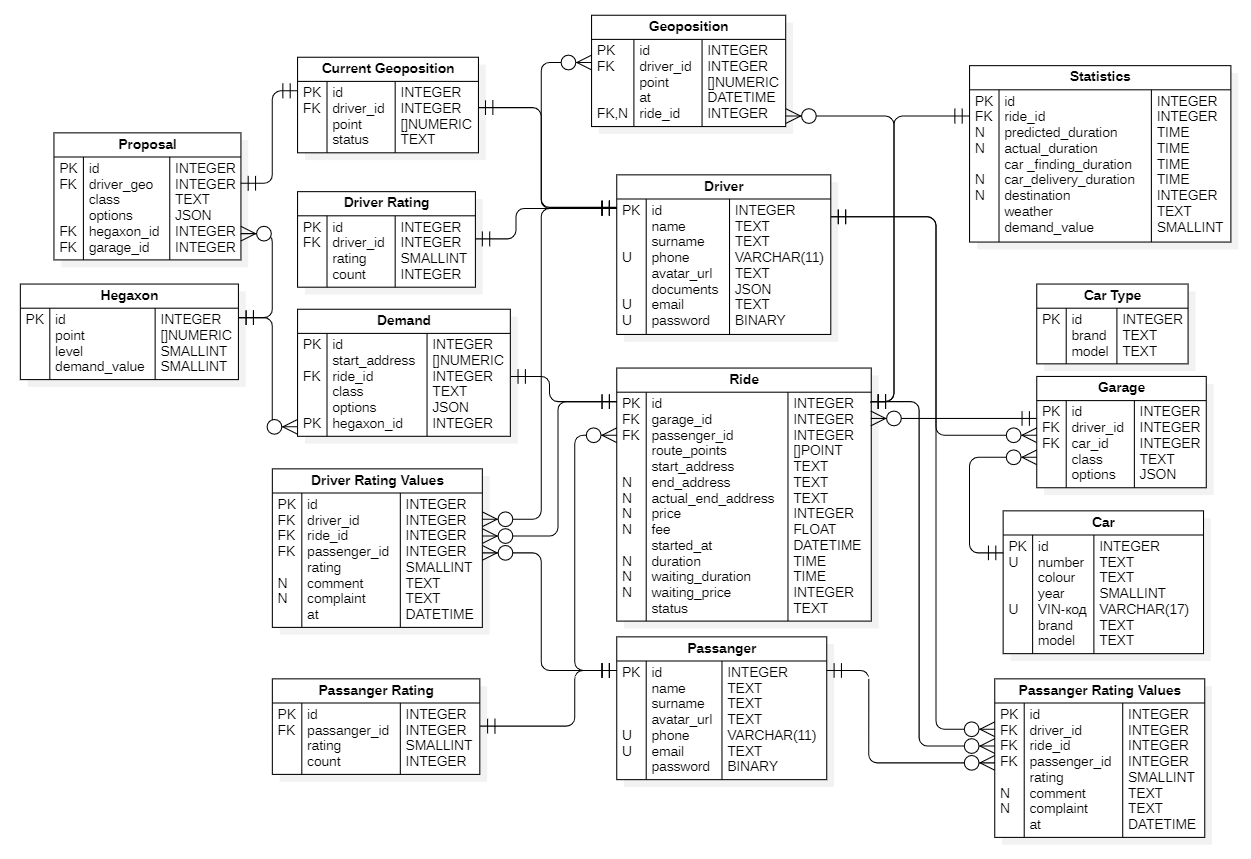 Geoposition
PK id INTEGER
FK driver_id INTEGER
point []NUMERIC
at DATETIME
FK,N ride_id INTEGER
Current Geoposition
PK id INTEGER
FK driver_id INTEGER
point []NUMERIC
status TEXT
Statistics
PK id INTEGER
FK ride_id INTEGER
N predicted_duration TIME
N actual_duration TIME
car _finding_duration TIME
N car_delivery_duration TIME
N destination INTEGER
weather TEXT
demand_value SMALLINT
Proposal
PK id INTEGER
FK driver_geo INTEGER
class TEXT
options JSON
FK hegaxon_id INTEGER
FK garage_id INTEGER
Driver Rating
PK id INTEGER
FK driver_id INTEGER
rating SMALLINT
count INTEGER
Driver
PK id INTEGER
name TEXT
surname TEXT
U phone VARCHAR(11)
avatar_url TEXT
documents JSON
U email TEXT
U password BINARY
Hegaxon
PK id INTEGER
point []NUMERIC
level SMALLINT
demand_value SMALLINT
Demand
PK id INTEGER
start_address []NUMERIC
FK ride_id INTEGER
class TEXT
options JSON
PK hegaxon_id INTEGER
Car Type
PK id INTEGER
brand TEXT
model TEXT
Ride
PK id INTEGER
FK garage_id INTEGER
FK passenger_id INTEGER
route_points []POINT
start_address TEXT
N end_address TEXT
N actual_end_address TEXT
N price INTEGER
N fee FLOAT
started_at DATETIME
N duration TIME
N waiting_duration TIME
N waiting_price INTEGER
status TEXT
Garage
PK id INTEGER
FK driver_id INTEGER
FK car_id INTEGER
class TEXT
options JSON
Driver Rating Values
PK id INTEGER
FK driver_id INTEGER
FK ride_id INTEGER
FK passenger_id INTEGER
rating SMALLINT
N comment TEXT
N complaint TEXT
at DATETIME
Car
PK id INTEGER
U number TEXT
colour TEXT
year SMALLINT
U VIN-код VARCHAR(17)
brand TEXT
model TEXT
Passanger Rating
PK id INTEGER
FK passanger_id INTEGER
rating SMALLINT
count INTEGER
Passanger
PK id INTEGER
name TEXT
surname TEXT
avatar_url TEXT
U phone VARCHAR(11)
U email TEXT
password BINARY
Passanger Rating Values
PK id INTEGER
FK driver_id INTEGER
FK ride_id INTEGER
FK passenger_id INTEGER
rating SMALLINT
N comment TEXT
N complaint TEXT
at DATETIME